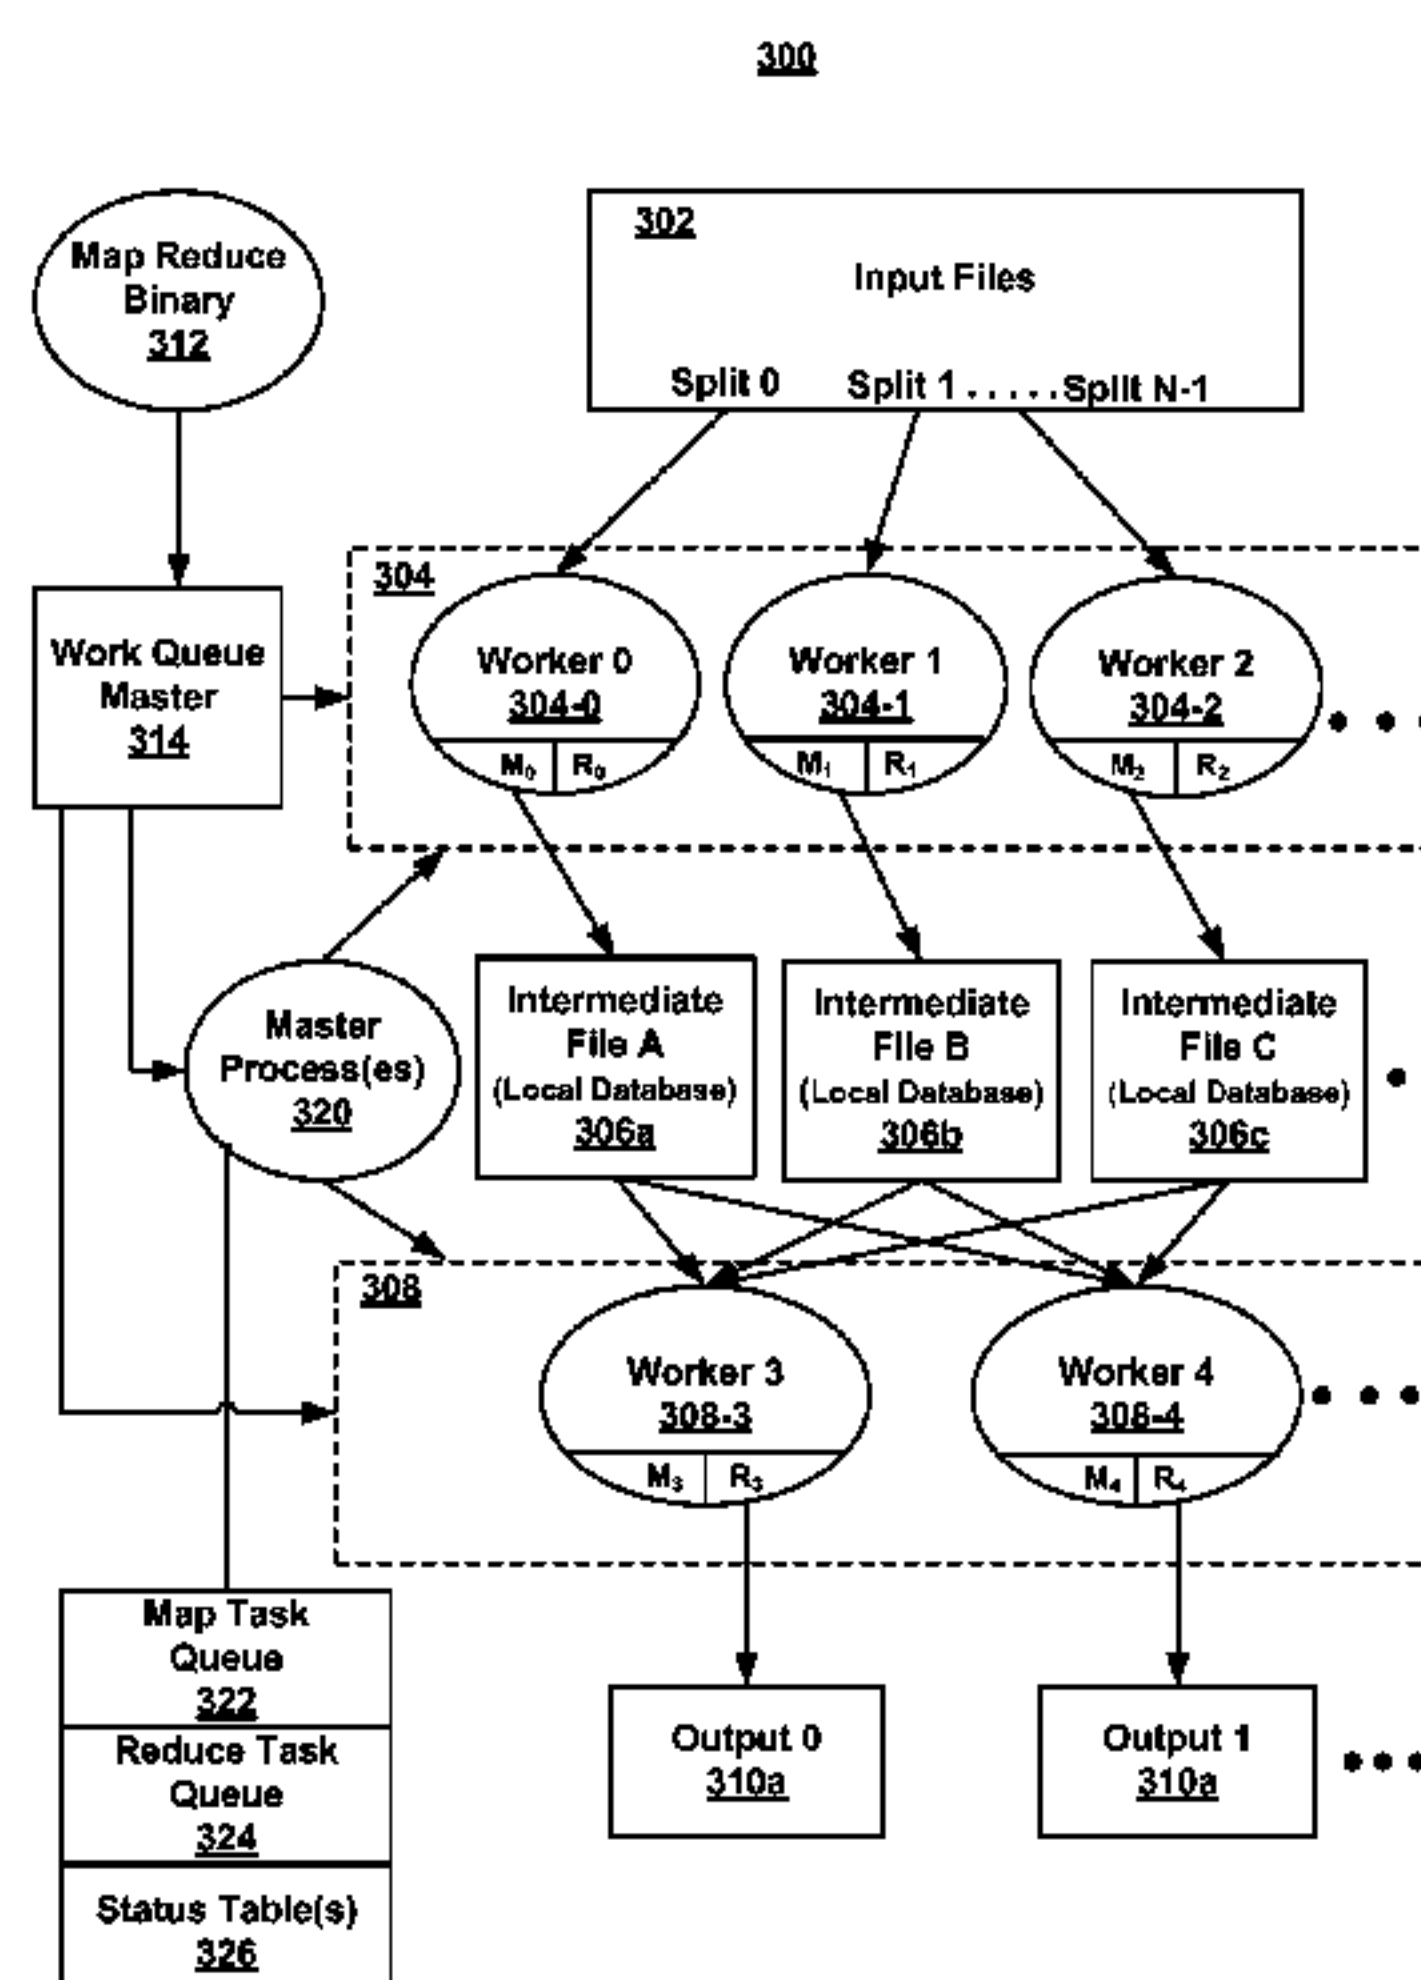 300
Map Reduce
Binary
312
302
Input Files
Split 0 Split 1 . . . . . Split N-1
304
Work Queue
Master
314
Worker 0
304-0
M0 R0
Worker 1
304-1
M1 R1
Worker 2
304-2
M2 R2
Master
Process(es)
320
Intermediate
File A
(Local Database)
306a
Intermediate
File B
(Local Database)
306b
Intermediate
File C
(Local Database)
306c
308
Worker 3
308-3
M3 R3
Worker 4
308-4
M4 R4
Map Task
Queue
322
Reduce Task
Queue
324
Status Table(s)
326
Output 0
310a
Output 1
310a